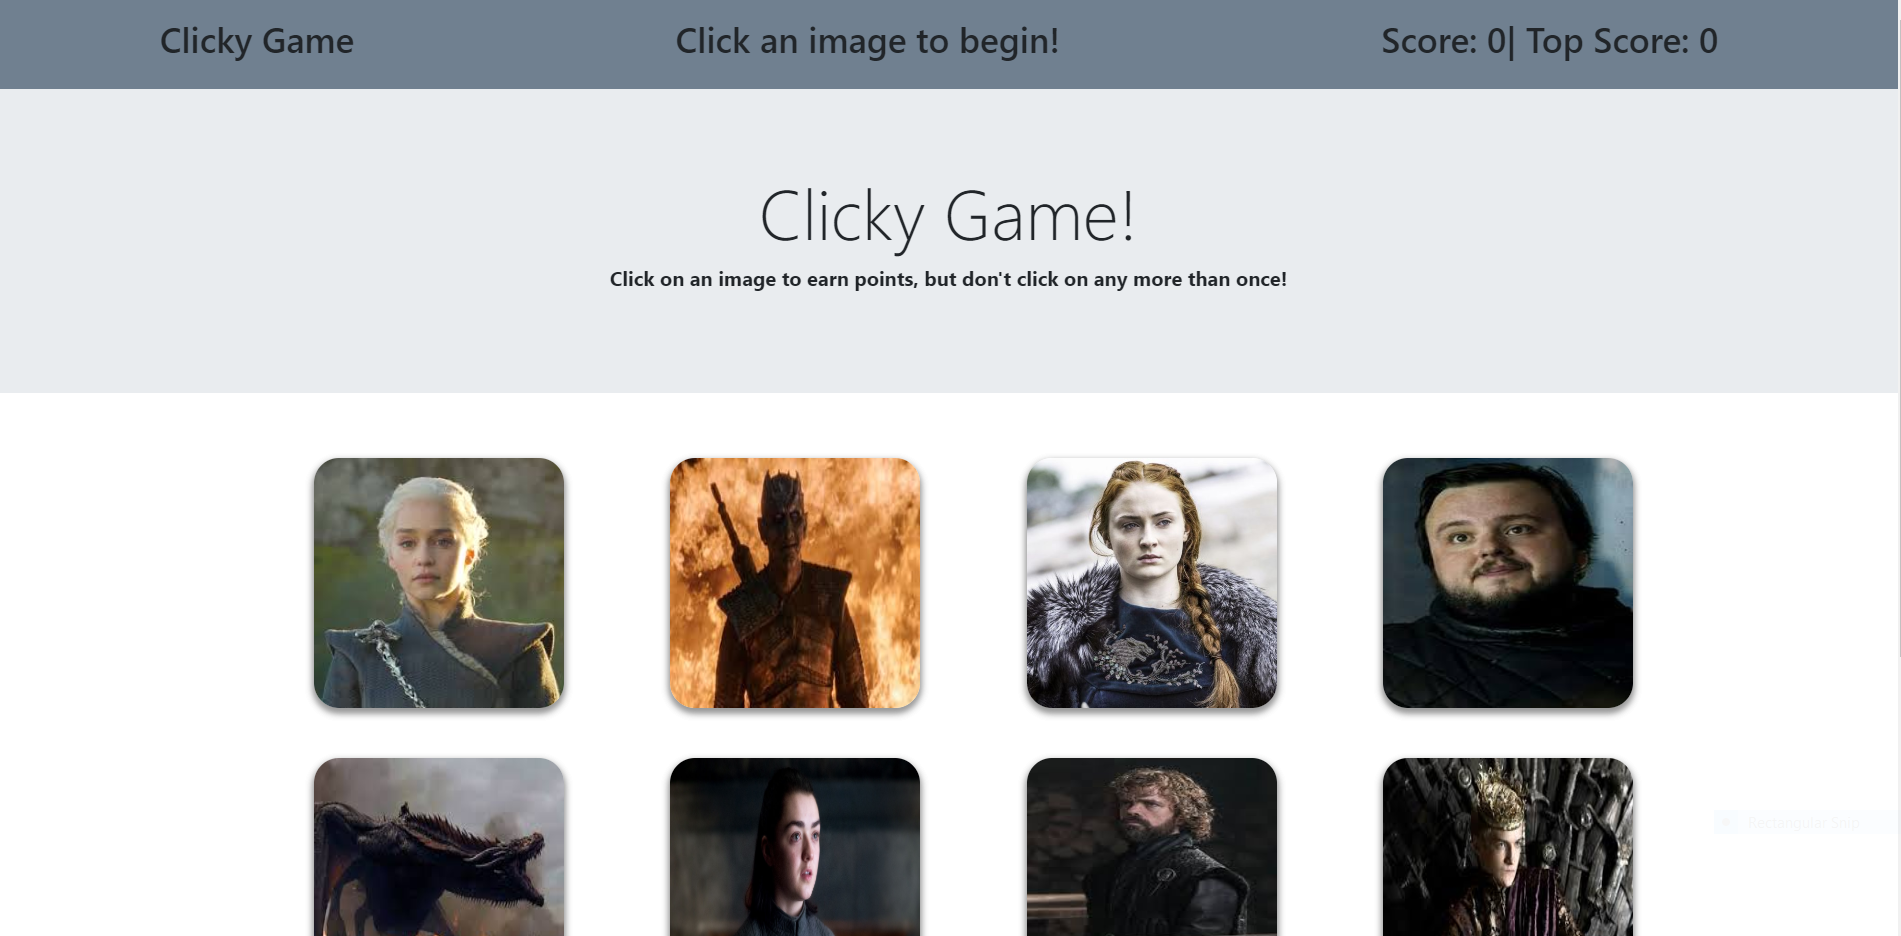 Clicky Game
Click an image to begin!
Score: 0| Top Score: 0
Clicky Game!
Click on an image to earn points, but don't click on any more than once!
Rectangular Snip